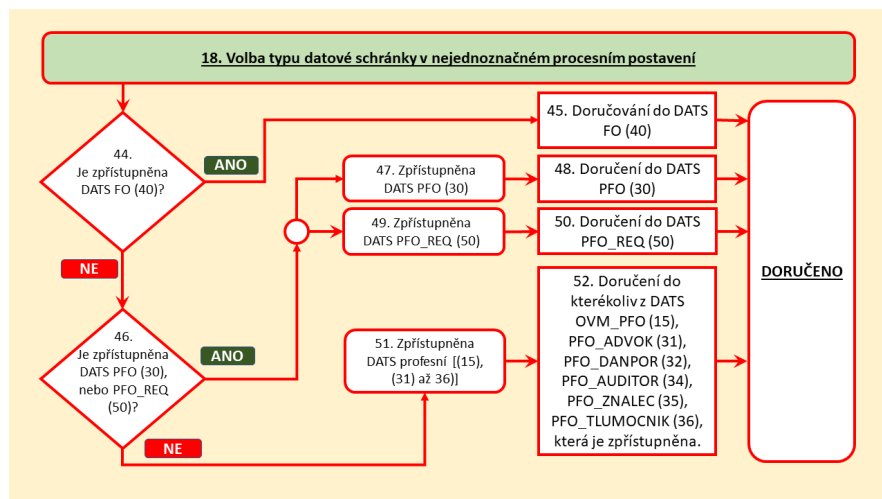 18. Volba typu datové schránky v nejednoznačném procesním postavení
44.
Je zpřístupněna
DATS FO (40)?
ANO
45. Doručování do DATS
FO (40)
47. Zpřístupněna
DATS PFO (30)
48. Doručení do DATS
PFO (30)
49. Zpřístupněna
DATS PFO_REQ (50)
50. Doručení do DATS
PFO_REQ (50)
NE
DORUČENO
46.
Je zpřístupněna
DATS PFO (30),
nebo PFO_REQ
(50)?
ANO
51. Zpřístupněna
DATS profesní [(15),
(31) až 36)]
52. Doručení do
kterékoliv z DATS
OVM_PFO (15),
PFO_ADVOK (31),
PFO_DANPOR (32),
PFO_AUDITOR (34),
PFO_ZNALEC (35),
PFO_TLUMOCNIK (36),
která je zpřístupněna.
NE